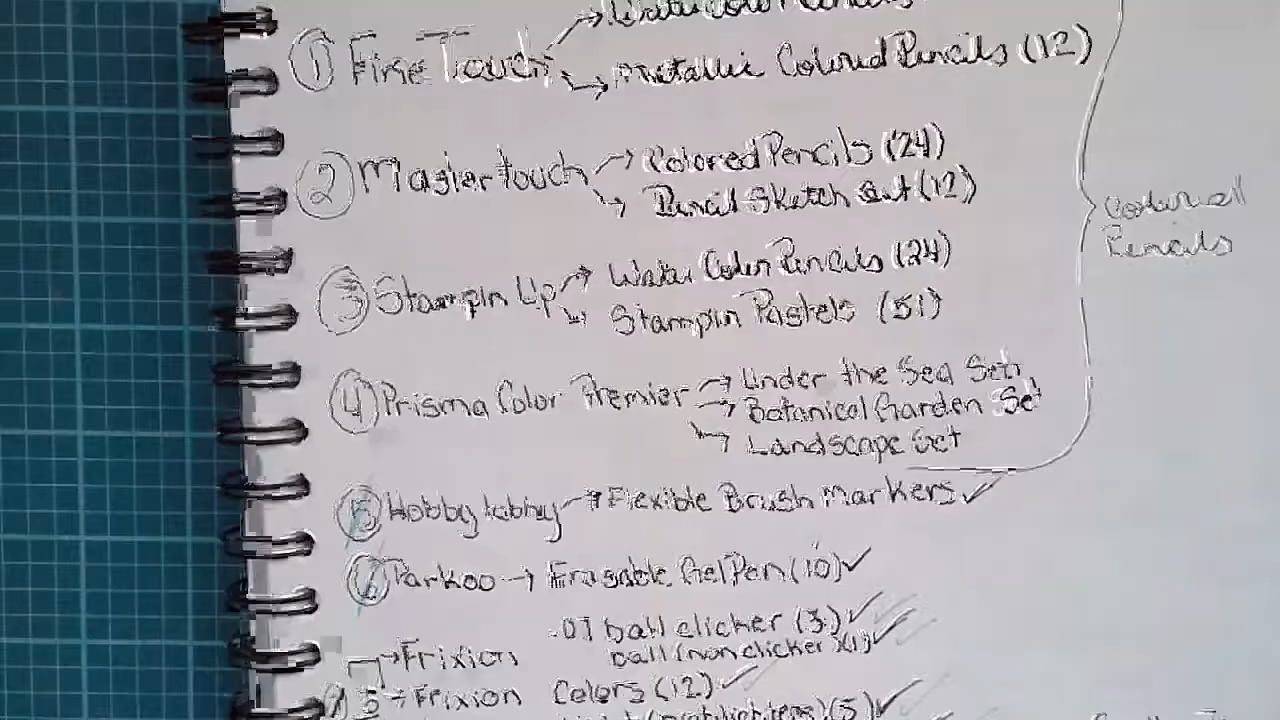 Watercolor Pencils
① Fine Touch
Metallic Colored Pencils (12)
② Master touch → Colored Pencils (24)
→ Pencil Sketch Set (12)
Colored
Pencils
③ Stampin Up → Water Color Pencils (24)
→ Stampin Pastels (51)
④ Prisma Color Premier → Under the Sea Set
→ Botanical Garden Set
→ Landscape Set
⑤ Hobby lobby → Flexible Brush Markers ✓
⑥ Parkoo → Erasable Gel Pen (10) ✓
.07 ball clicker (3) ✓
→ Frixion ball (non clicker) (1) ✓
→ Frixion Colors (12) ✓
(5) ✓